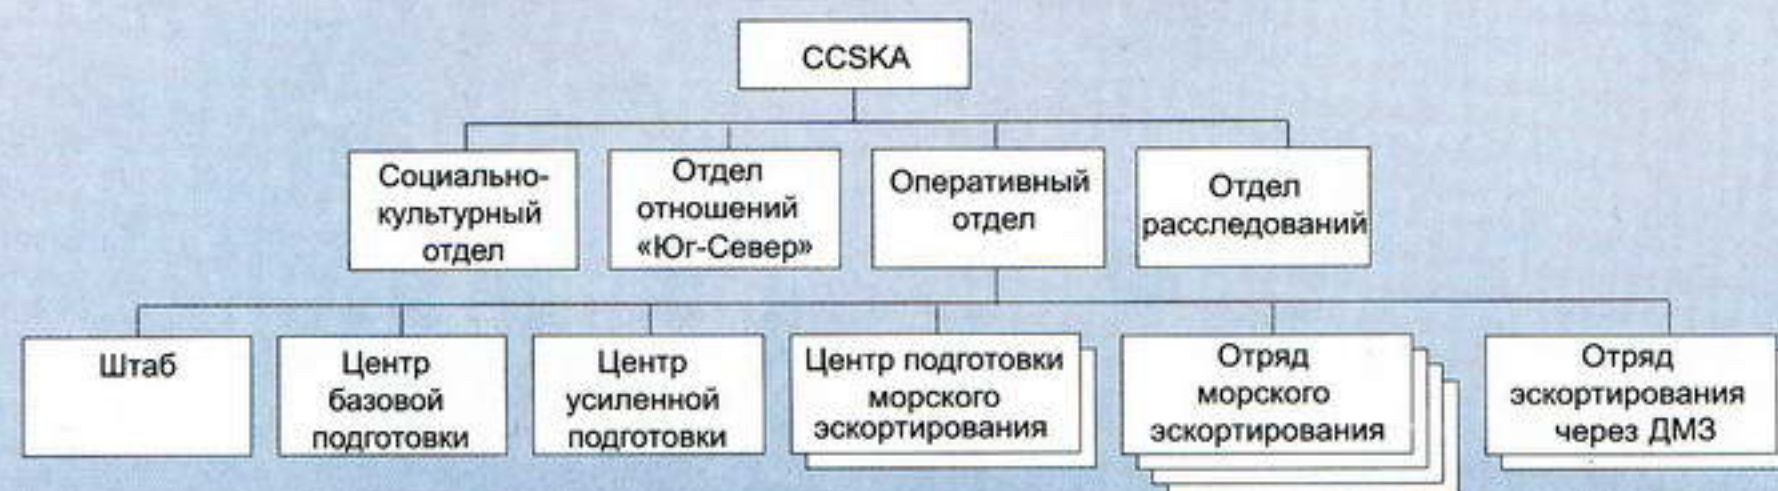 CCSKA
Социально-
культурный
отдел
Отдел
отношений
«Юг-Север»
Оперативный
отдел
Отдел
расследований
Штаб
Центр
базовой
подготовки
Центр
усиленной
подготовки
Центр подготовки
морского
эскортирования
Отряд
морского
эскортирования
Отряд
эскортирования
через ДМЗ